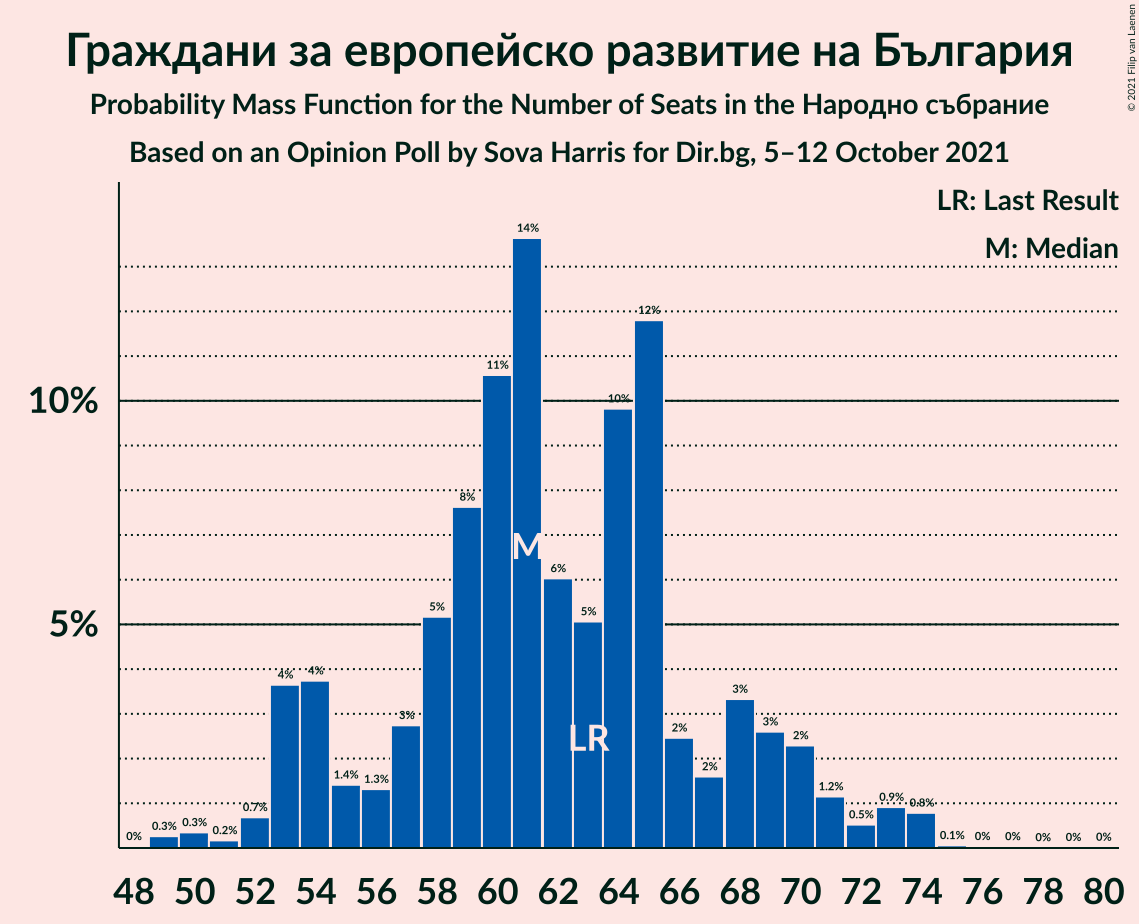 Граждани за европейско развитие на България
Probability Mass Function for the Number of Seats in the Народно събрание
Based on an Opinion Poll by Sova Harris for Dir.bg, 5–12 October 2021
© 2021 Filip van Laenen
LR: Last Result
M: Median
10%
5%
0% 0.3% 0.3% 0.2% 0.7% 4% 4% 1.4% 1.3% 3% 5% 8% 11% 14% 6% 5% 10% 12% 2% 2% 3% 3% 2% 1.2% 0.5% 0.9% 0.8% 0.1% 0% 0% 0% 0% 0%
M
LR
48 50 52 54 56 58 60 62 64 66 68 70 72 74 76 78 80